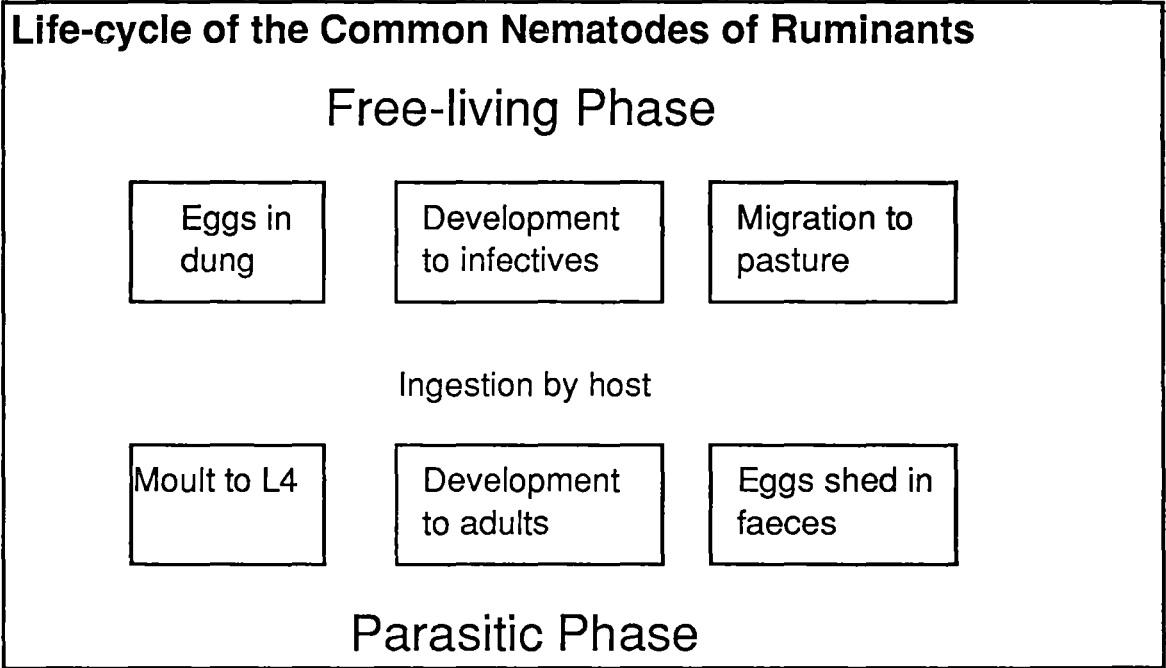 Life-cycle of the Common Nematodes of Ruminants
Free-living Phase
Eggs in
dung
Development
to infectives
Migration to
pasture
Ingestion by host
Moult to L4
Development
to adults
Eggs shed in
faeces
Parasitic Phase